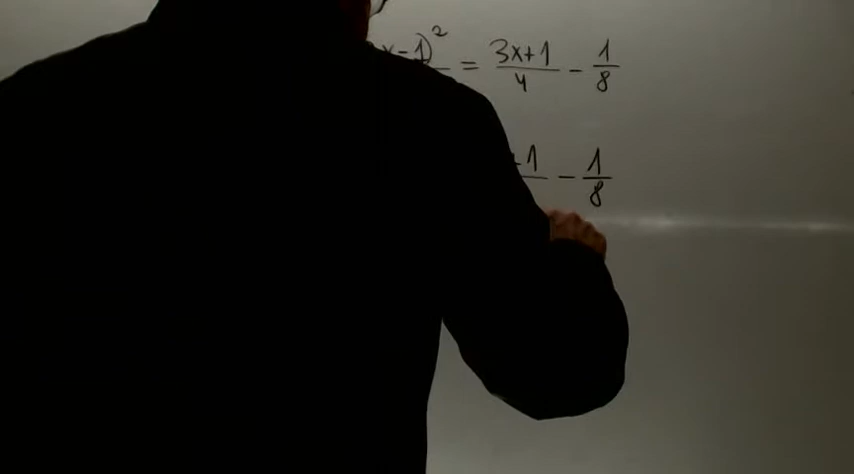 x-1)² = 3x+1/4 - 1/8
1 - 1/8